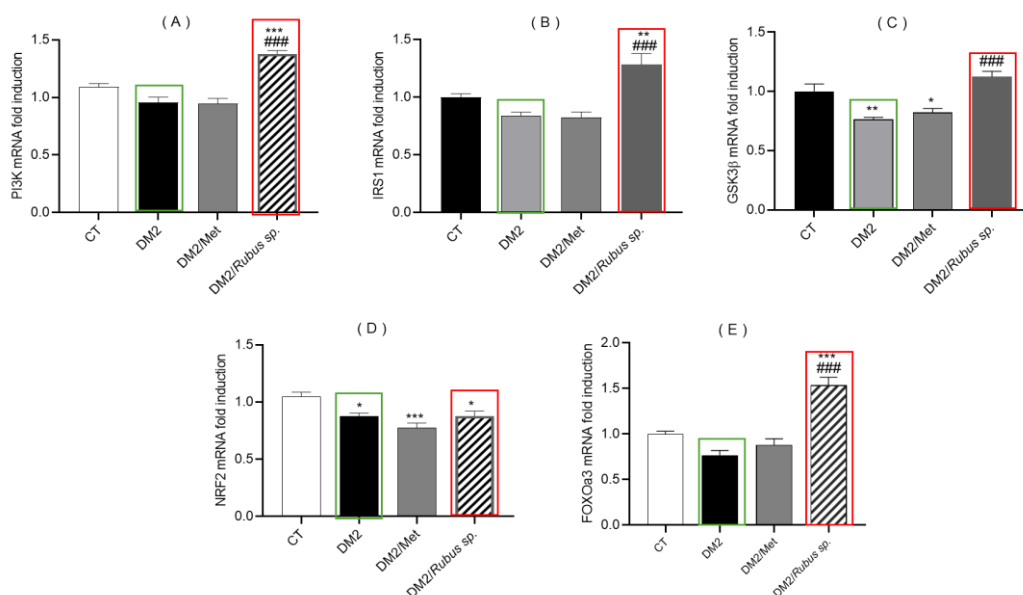 ( A )
PI3K mRNA fold induction
1.5
1.0
0.5
0.0
***
###
CT
DM2
DM2/Met
DM2/Rubus sp.
( B )
IRS1 mRNA fold induction
1.5
1.0
0.5
0.0
**
###
CT
DM2
DM2/Met
DM2/Rubus sp.
( C )
GSK3β mRNA fold induction
1.5
1.0
0.5
0.0
**
*
###
CT
DM2
DM2/Met
DM2/Rubus sp.
( D )
NRF2 mRNA fold induction
1.5
1.0
0.5
0.0
*
***
*
CT
DM2
DM2/Met
DM2/Rubus sp.
( E )
FOXOa3 mRNA fold induction
2.0
1.5
1.0
0.5
0.0
***
###
CT
DM2
DM2/Met
DM2/Rubus sp.